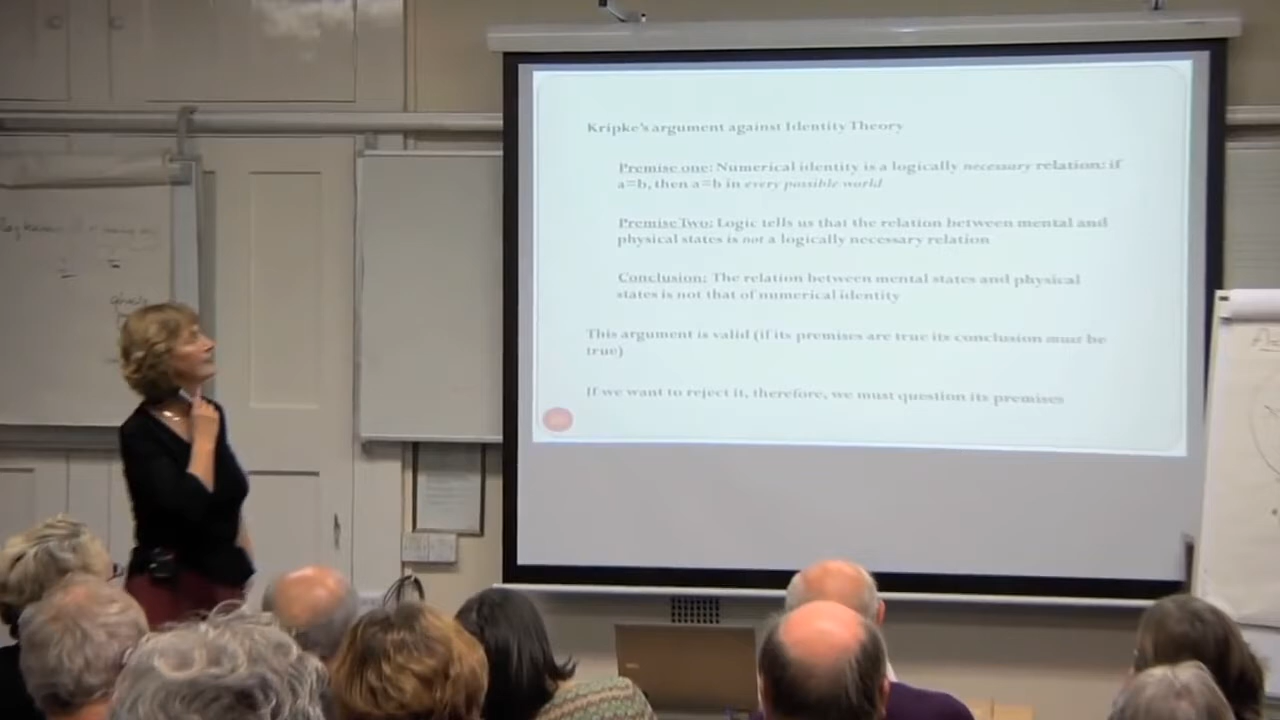 Kripke's argument against Identity Theory
Premise one: Numerical identity is a logically necessary relation: if
a=b, then a=b in every possible world
Premise Two: Logic tells us that the relation between mental and
physical states is not a logically necessary relation
Conclusion: The relation between mental states and physical
states is not that of numerical identity
This argument is valid (if its premises are true its conclusion must be
true)
If we want to reject it, therefore, we must question its premises